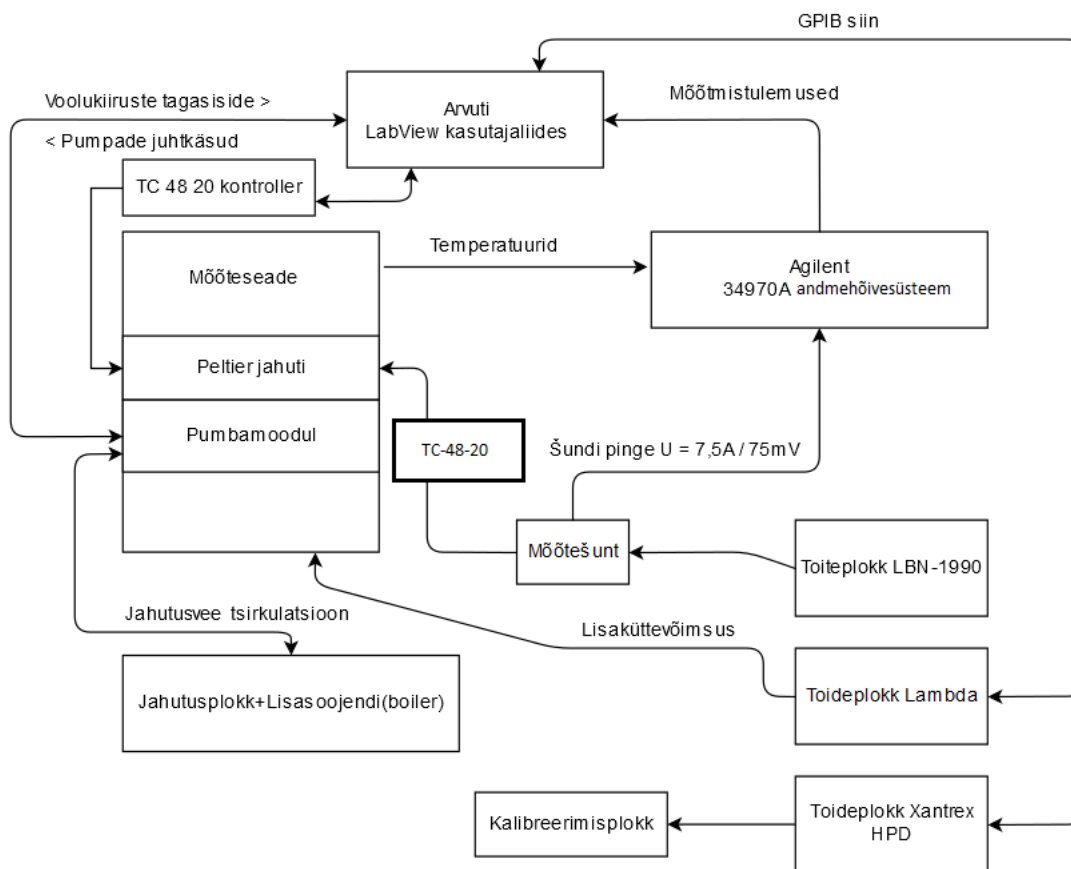 GPIB siin
Voolukiiruste tagasiside >
< Pumpade juhtkäsud
Arvuti
LabView kasutajaliides
Mõõtmistulemused
TC 48 20 kontroller
Mõõteseade
Temperatuurid
Agilent
34970A andmehõivesüsteem
Peltier jahuti
Pumbamoodul
TC-48-20
Šundi pinge U = 7,5A / 75mV
Mõõtešunt
Toiteplokk LBN-1990
Jahutusvee tsirkulatsioon
Lisaküttevõimsus
Jahutusplokk+Lisasoojendi(boiler)
Toideplokk Lambda
Kalibreerimisplokk
Toideplokk Xantrex
HPD